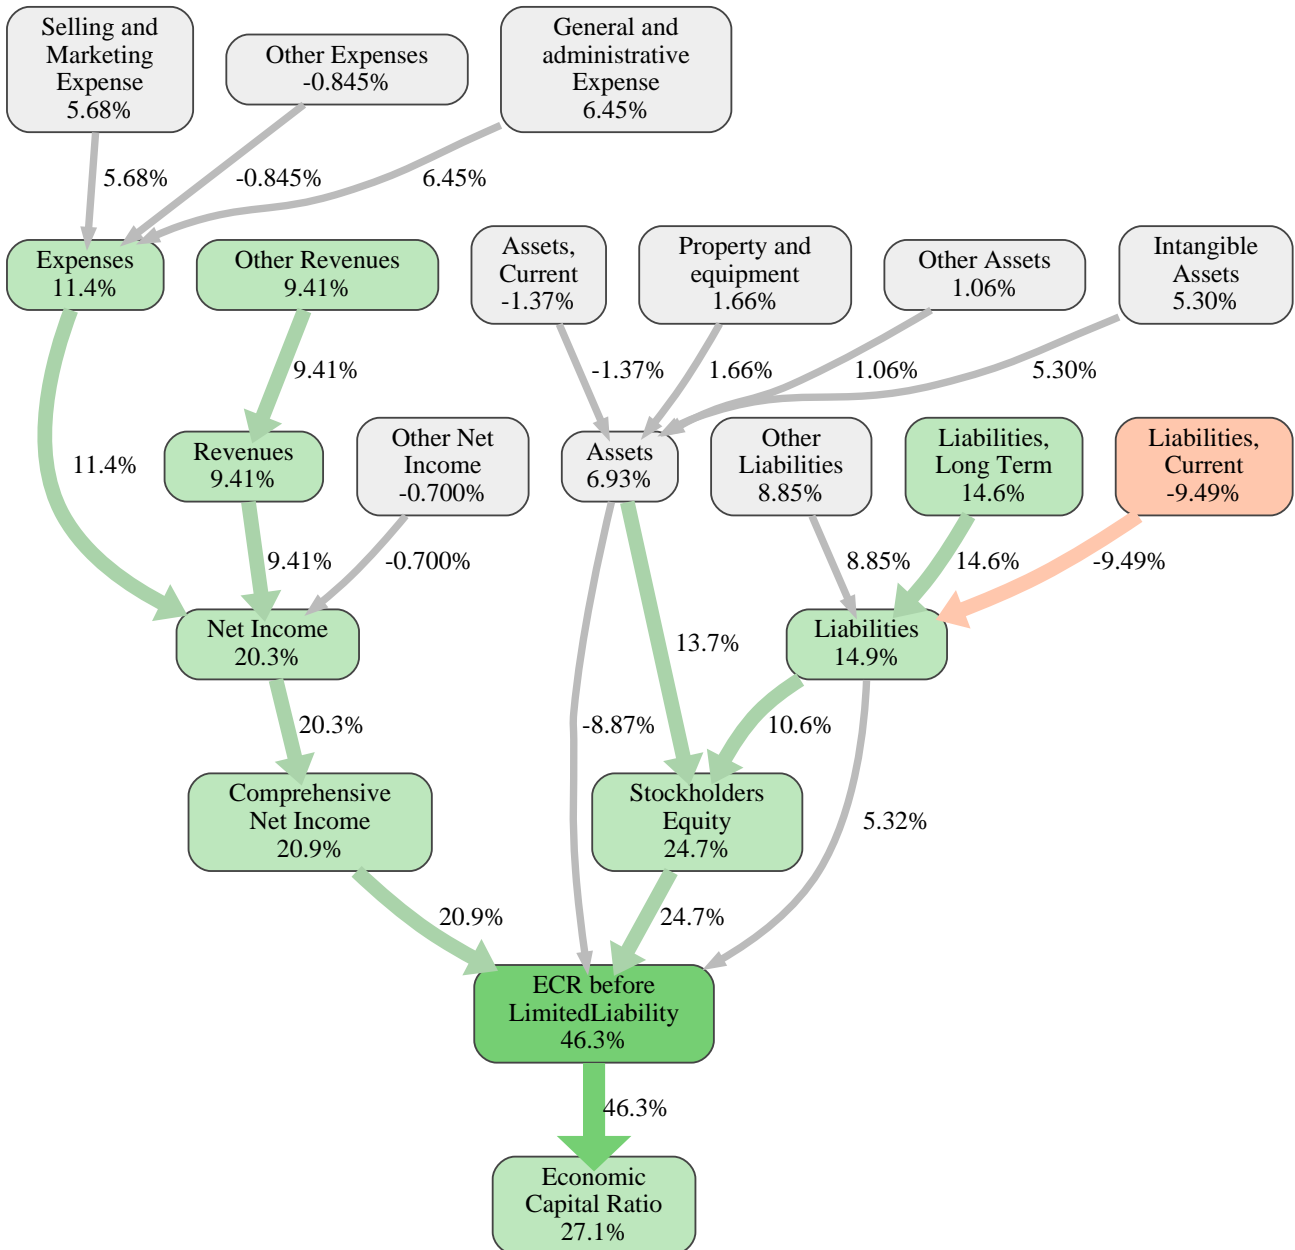 Selling and
Marketing
Expense
5.68%
Other Expenses
-0.845%
General and
administrative
Expense
6.45%
5.68%
-0.845%
6.45%
Expenses
11.4%
Other Revenues
9.41%
Assets,
Current
-1.37%
Property and
equipment
1.66%
Other Assets
1.06%
Intangible
Assets
5.30%
9.41%
-1.37%
1.66%
1.06%
5.30%
11.4%
Revenues
9.41%
Other Net
Income
-0.700%
Assets
6.93%
Other
Liabilities
8.85%
Liabilities,
Long Term
14.6%
Liabilities,
Current
-9.49%
9.41%
-0.700%
8.85%
14.6%
-9.49%
Net Income
20.3%
13.7%
Liabilities
14.9%
20.3%
-8.87%
10.6%
Comprehensive
Net Income
20.9%
Stockholders
Equity
24.7%
5.32%
20.9%
24.7%
ECR before
LimitedLiability
46.3%
46.3%
Economic
Capital Ratio
27.1%